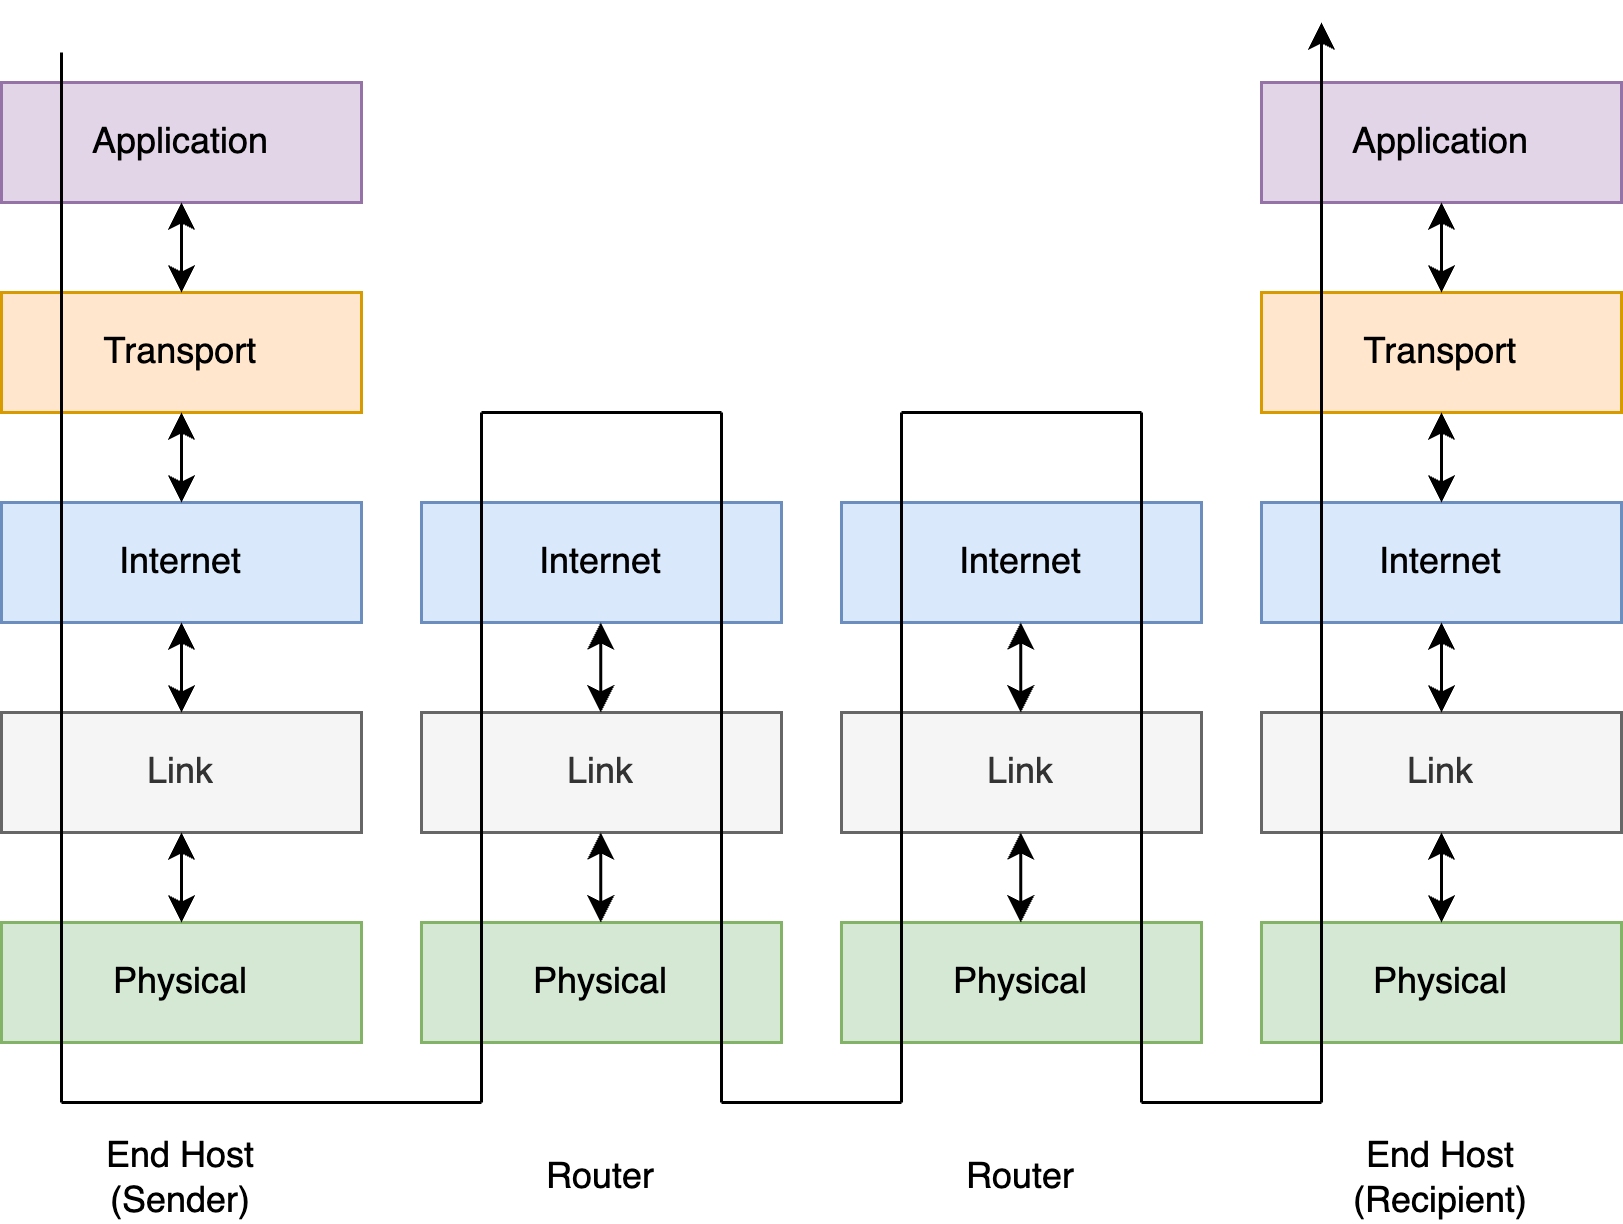 Application
Application
Transport
Transport
Internet
Internet
Internet
Internet
Link
Link
Link
Link
Physical
Physical
Physical
Physical
End Host
(Sender)
Router
Router
End Host
(Recipient)